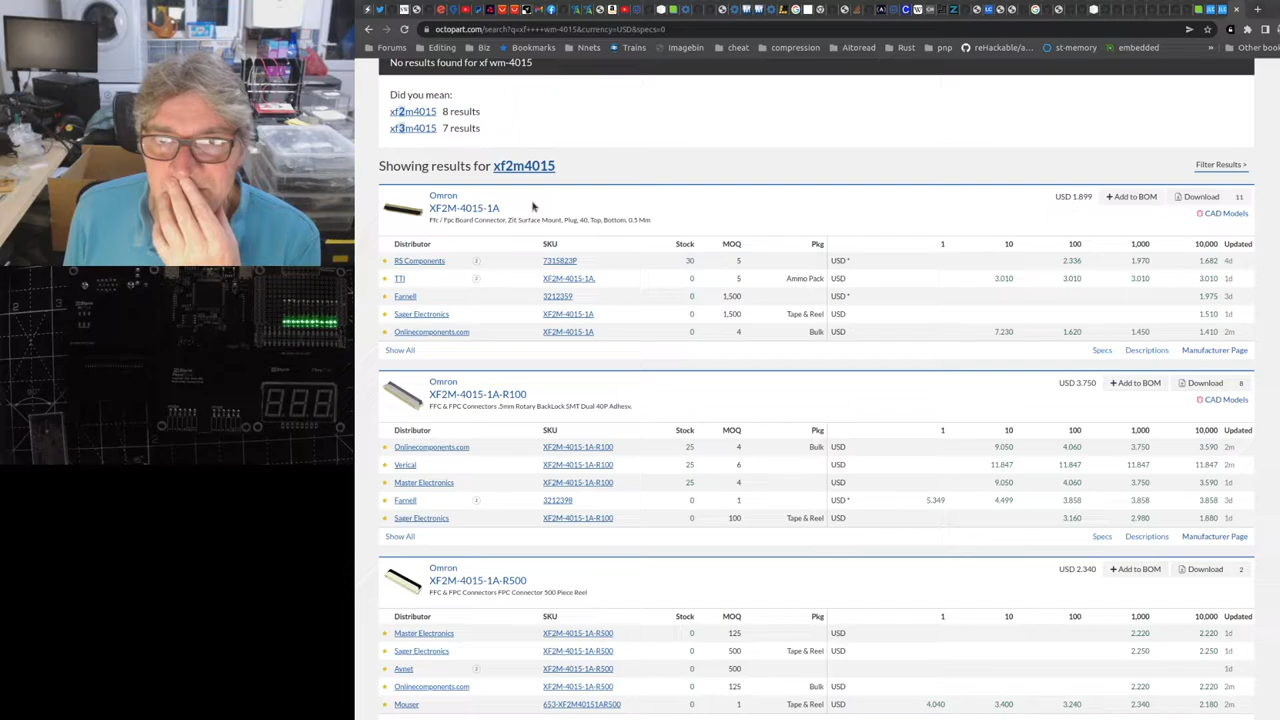 octopart.com/search?q=xf++++wm-4015&currency=USD&specs=0
Forums Editing Biz Bookmarks Nnets Trains Imagebin cheat compression AItoread Rust pnp rehackable/a... st-memory embedded Other book
No results found for xf wm-4015
Did you mean:
xf2m4015 8 results
xf3m4015 7 results
Showing results for xf2m4015
Filter Results >
Omron
XF2M-4015-1A
USD 1.899 Add to BOM Download 11
Ffc / Fpc Board Connector, Zif, Surface Mount, Plug, 40, Top, Bottom, 0.5 Mm
CAD Models
Distributor SKU Stock MOQ Pkg 1 10 100 1,000 10,000 Updated
RS Components 2 7315823P 30 5 USD * 2.336 1.970 1.682 4d
TTI 2 XF2M-4015-1A. 0 5 Ammo Pack USD 3.010 3.010 3.010 3.010 1d
Farnell 3212359 0 1,500 USD * 1.975 3d
Sager Electronics XF2M-4015-1A 0 1,500 Tape & Reel USD 1.510 1d
Onlinecomponents.com XF2M-4015-1A 0 4 Bulk USD 7.230 1.620 1.450 1.410 2m
Show All Specs Descriptions Manufacturer Page
Omron
XF2M-4015-1A-R100
USD 3.750 Add to BOM Download 8
FFC & FPC Connectors .5mm Rotary BackLock SMT Dual 40P Adhesv.
CAD Models
Distributor SKU Stock MOQ Pkg 1 10 100 1,000 10,000 Updated
Onlinecomponents.com XF2M-4015-1A-R100 25 4 Bulk USD 9.050 4.060 3.750 3.590 2m
Verical XF2M-4015-1A-R100 25 6 USD 11.847 11.847 11.847 11.847 2m
Master Electronics XF2M-4015-1A-R100 25 4 USD 9.050 4.060 3.750 3.590 1d
Farnell 2 3212398 0 1 USD * 5.349 4.499 3.858 3.858 3.858 3d
Sager Electronics XF2M-4015-1A-R100 0 100 Tape & Reel USD 3.160 2.980 1.880 1d
Show All Specs Descriptions Manufacturer Page
Omron
XF2M-4015-1A-R500
USD 2.340 Add to BOM Download 2
FFC & FPC Connectors FPC Connector 500 Piece Reel
Distributor SKU Stock MOQ Pkg 1 10 100 1,000 10,000 Updated
Master Electronics XF2M-4015-1A-R500 0 125 USD 2.220 2.220 1d
Sager Electronics XF2M-4015-1A-R500 0 500 Tape & Reel USD 2.250 2.250 1d
Avnet 2 XF2M-4015-1A-R500 0 500 1d
Onlinecomponents.com XF2M-4015-1A-R500 0 125 Bulk USD 2.220 2.220 2m
Mouser 653-XF2M40151AR500 0 1 Tape & Reel USD 4.040 3.400 3.240 2.340 2.180 2m